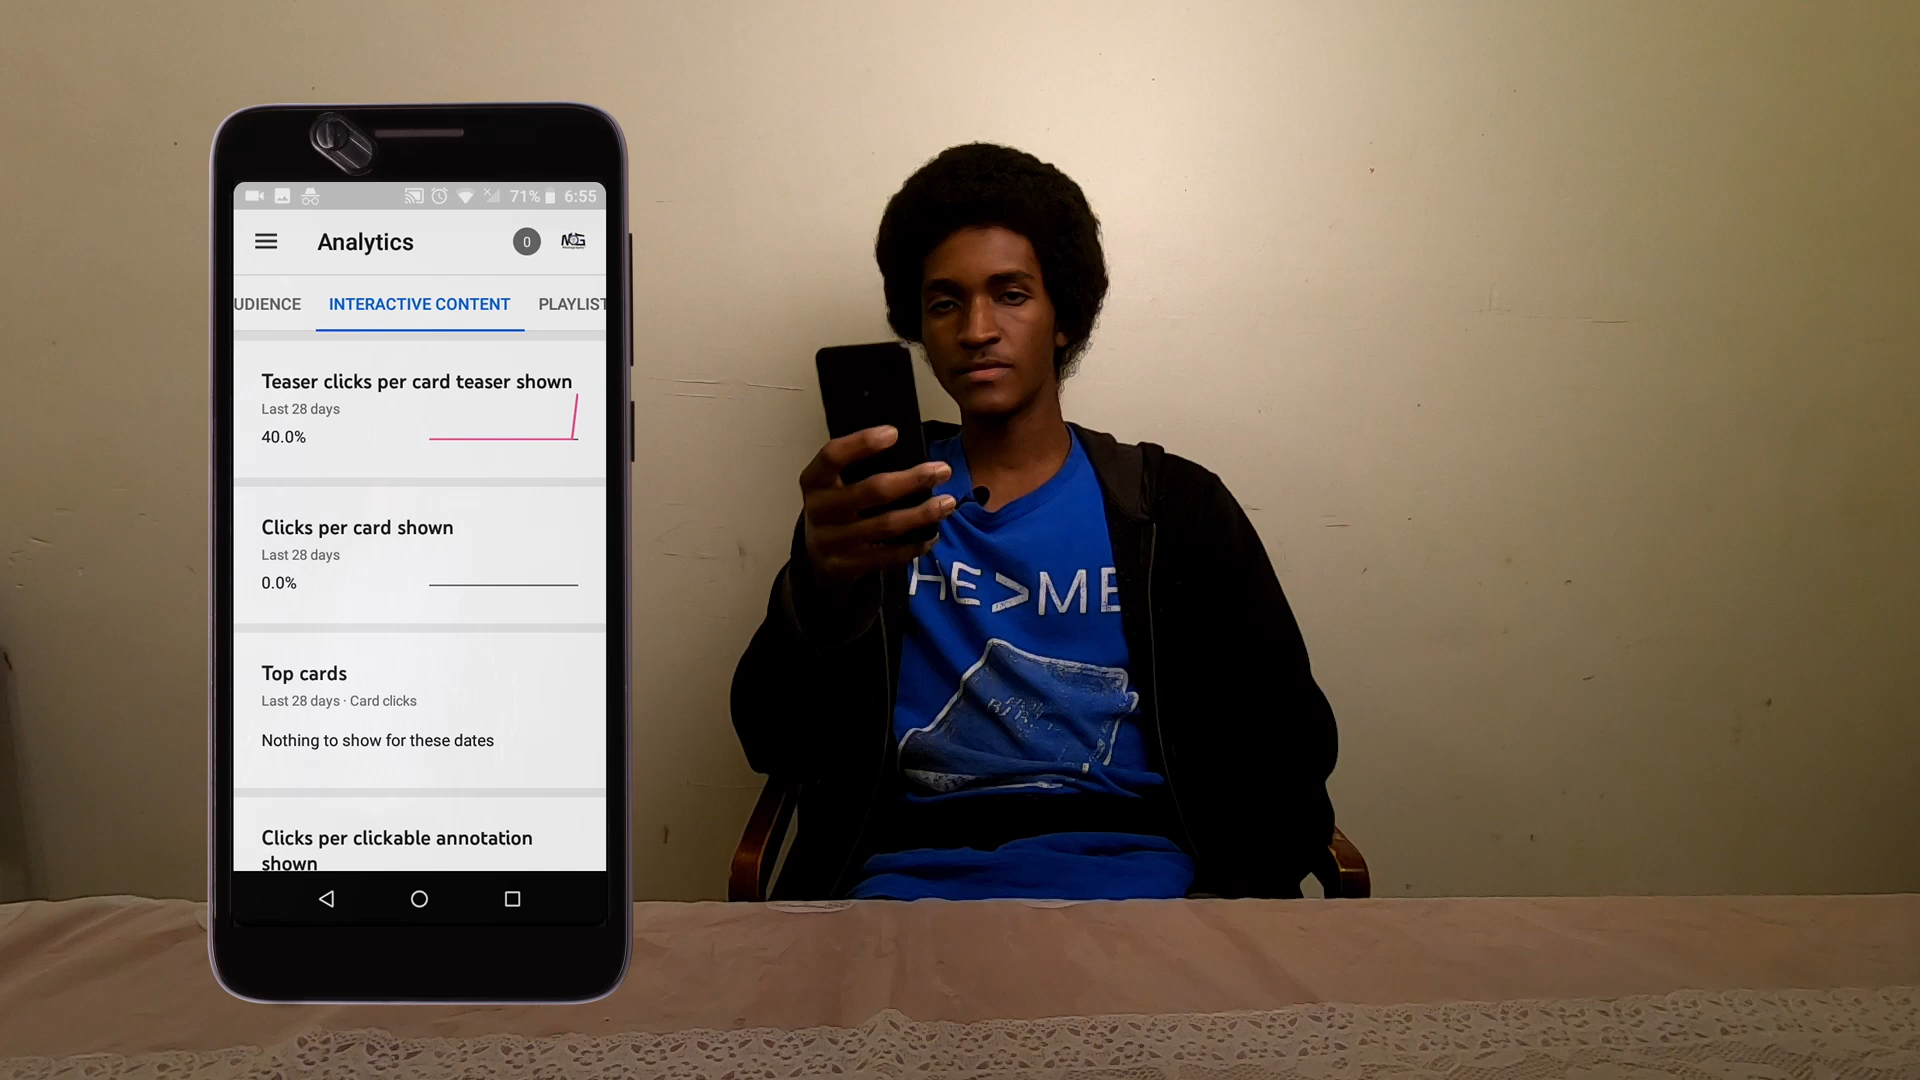 71% 6:55
Analytics
0
NG
UDIENCE INTERACTIVE CONTENT PLAYLIST
Teaser clicks per card teaser shown
Last 28 days
40.0%
Clicks per card shown
Last 28 days
0.0%
Top cards
Last 28 days · Card clicks
Nothing to show for these dates
Clicks per clickable annotation
shown
HE>ME